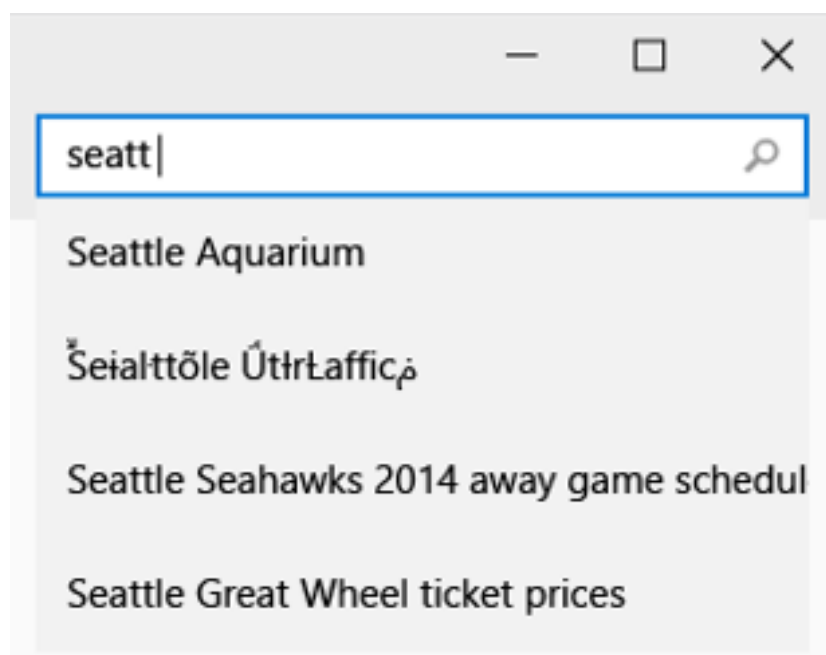 seatt
Seattle Aquarium
Seattle Seahawks 2014 away game schedul
Seattle Great Wheel ticket prices